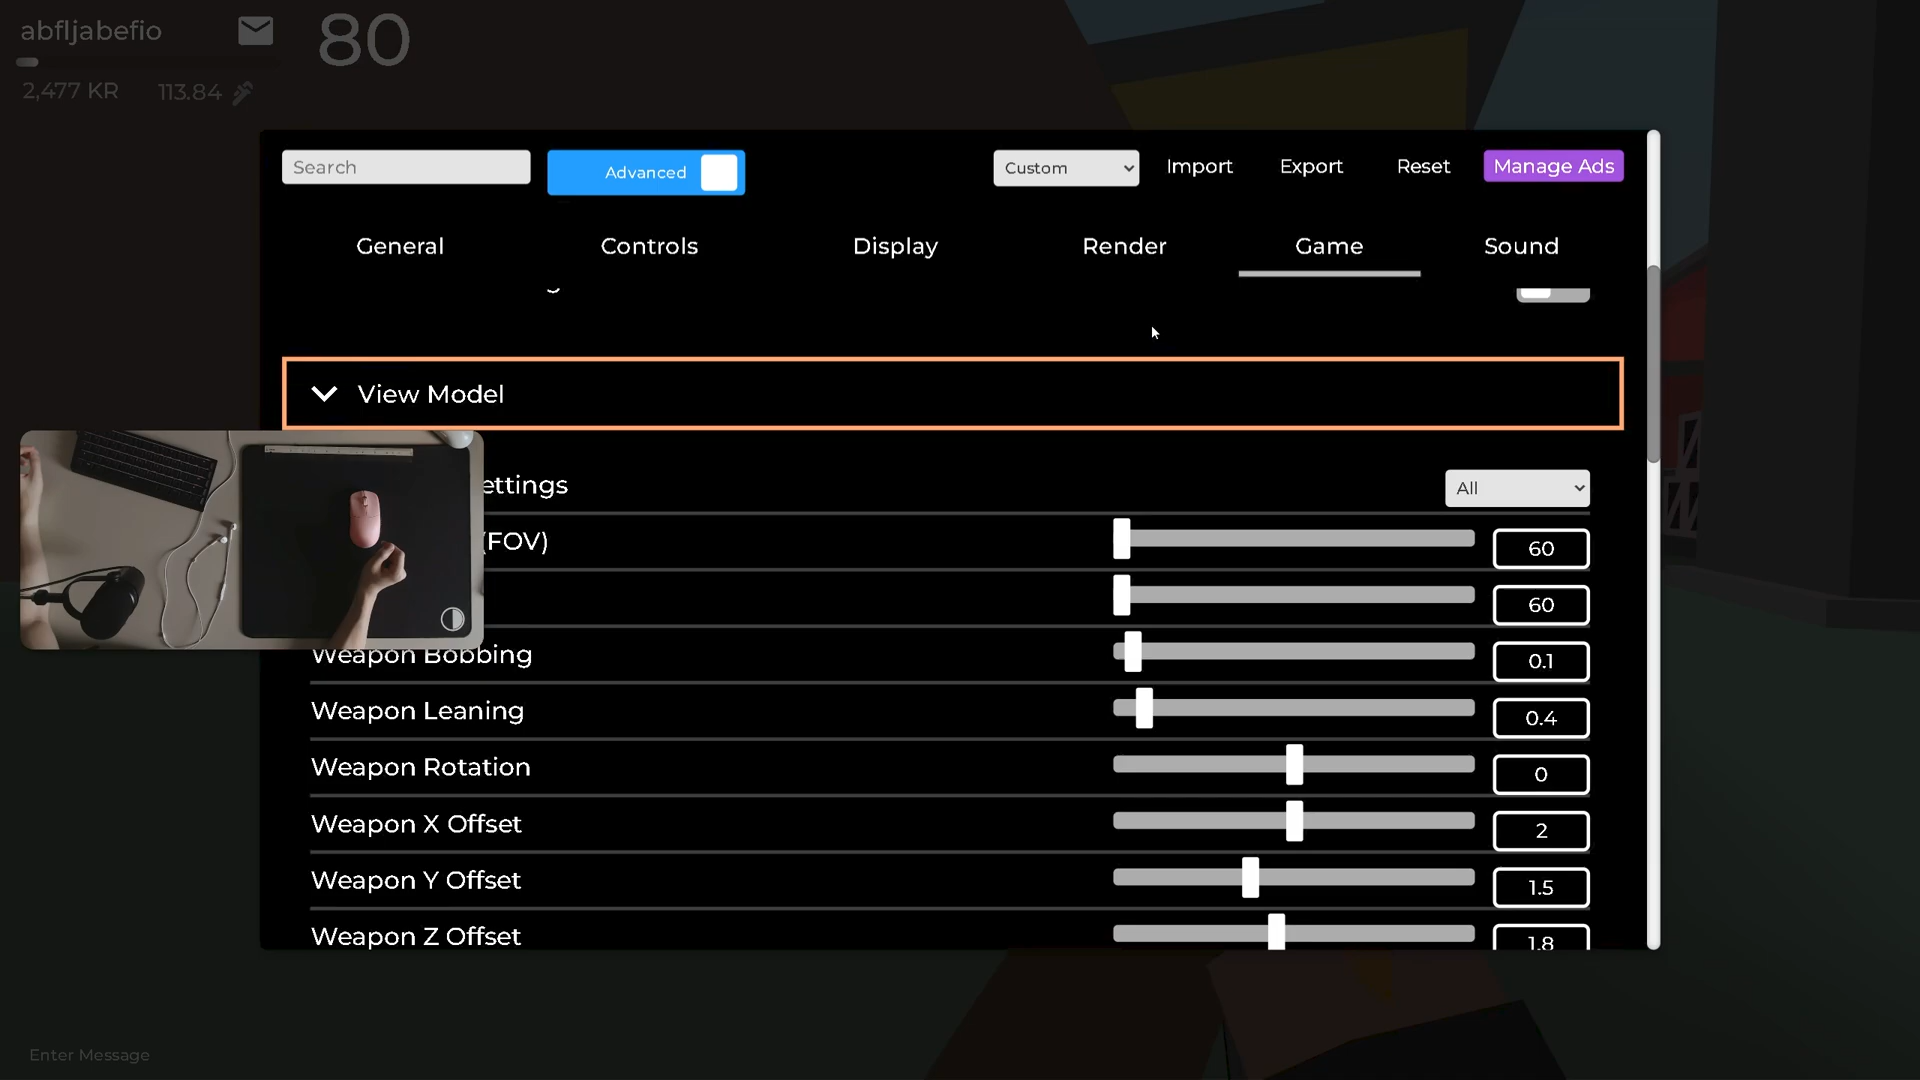 abfljabefio
80
2,477 KR 113.84
Search
Advanced
Custom
Import
Export
Reset
Manage Ads
General
Controls
Display
Render
Game
Sound
View Model
ettings
All
(FOV)
60
60
Weapon Bobbing
0.1
Weapon Leaning
0.4
Weapon Rotation
0
Weapon X Offset
2
Weapon Y Offset
1.5
Weapon Z Offset
1.8
Enter Message